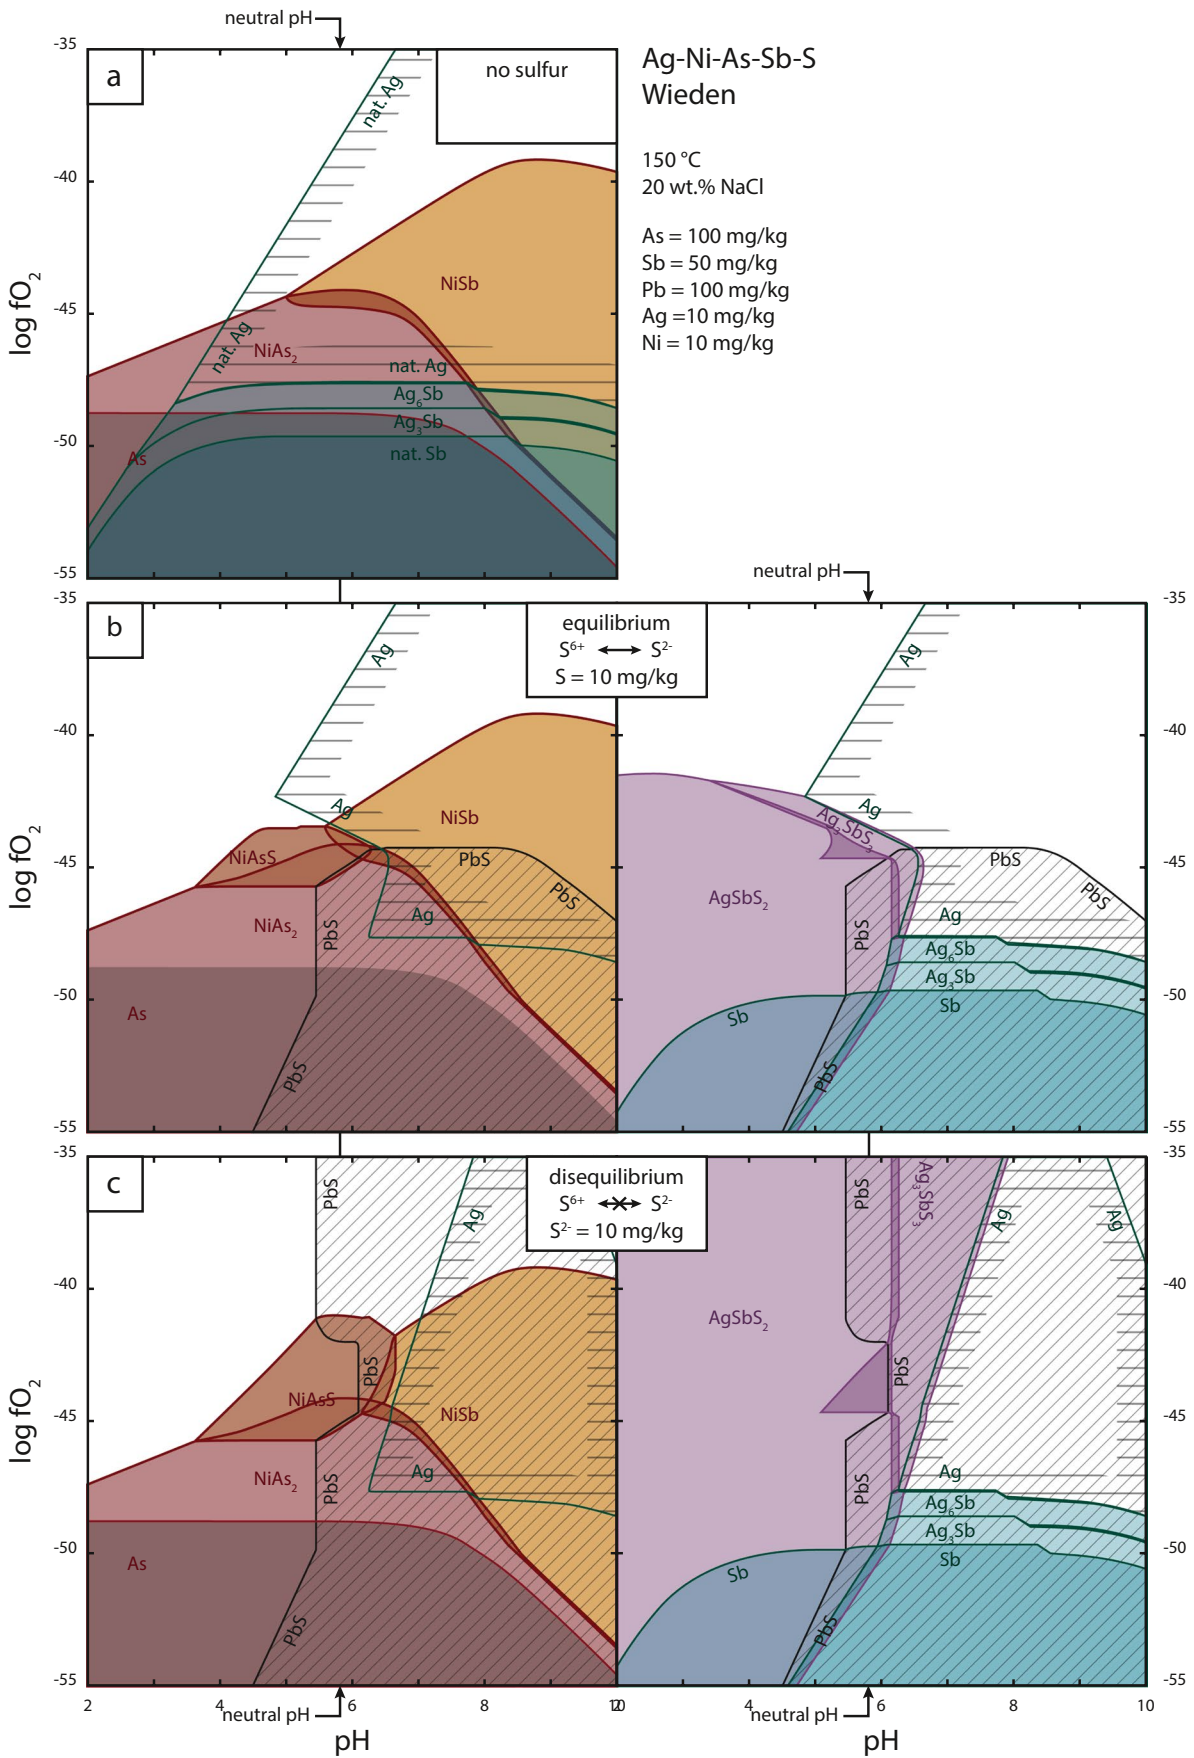 neutral pH
-35
a
no sulfur
Ag-Ni-As-Sb-S
Wieden
150 °C
20 wt.% NaCl
As = 100 mg/kg
Sb = 50 mg/kg
Pb = 100 mg/kg
Ag =10 mg/kg
Ni = 10 mg/kg
nat. Ag
-40
log fO2
NiSb
-45
nat. Ag
NiAs2
nat. Ag
Ag6Sb
Ag3Sb
-50
As
nat. Sb
-55
neutral pH
-35
-35
b
equilibrium
S6+ S2-
S = 10 mg/kg
Ag
Ag
-40
-40
log fO2
Ag
NiSb
Ag
Ag3SbS3
NiAsS
PbS
PbS
-45
-45
PbS
PbS
AgSbS2
NiAs2
PbS
Ag
PbS
Ag
Ag6Sb
Ag3Sb
-50
-50
As
Sb
Sb
PbS
PbS
-55
-55
-35
-35
c
disequilibrium
S6+ S2-
S2- = 10 mg/kg
PbS
Ag
PbS
Ag3SbS3
Ag
Ag
-40
-40
log fO2
AgSbS2
PbS
PbS
NiAsS
NiSb
-45
-45
NiAs2
PbS
Ag
PbS
Ag
Ag6Sb
Ag3Sb
-50
-50
As
Sb
Sb
PbS
PbS
-55
-55
2
4
6
8
10
2
4
6
8
10
neutral pH
neutral pH
pH
pH